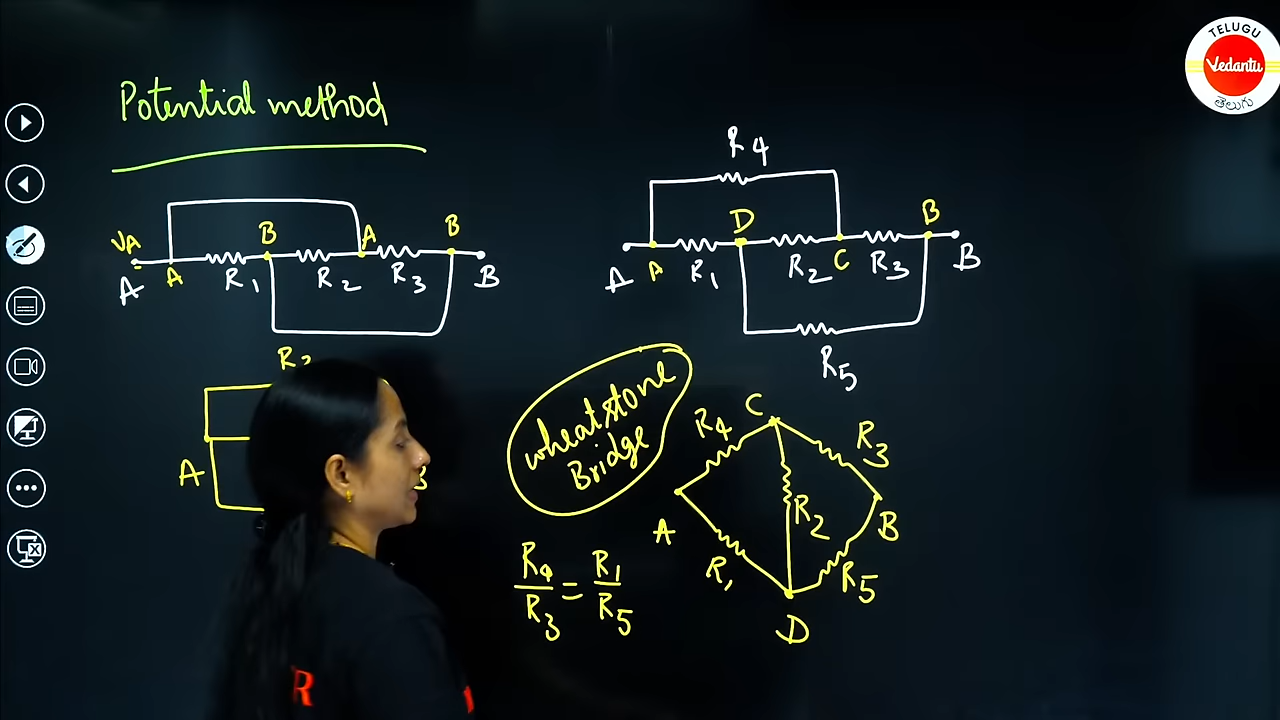 TELUGU
Vedantu
తెలుగు
Potential method
VA
A A R1 B R2 A R3 B B
R4
A A R1 D R2 C R3 B B
R5
A
wheatstone
Bridge
R4/R3 = R1/R5
C
R4 R3
A R2 B
R1 R5
D
R